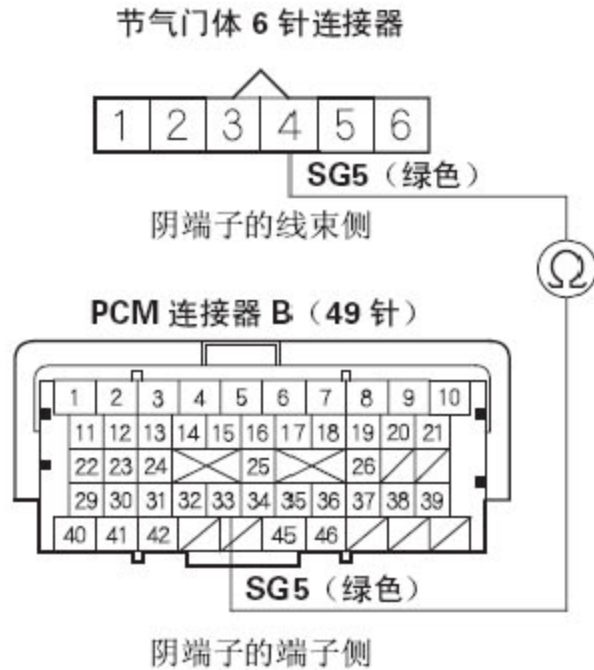 节气门体 6 针连接器
1 2 3 4 5 6
SG5（绿色）
阴端子的线束侧
Ω
PCM 连接器 B（49 针）
1 2 3 4 5 6 7 8 9 10
11 12 13 14 15 16 17 18 19 20 21
22 23 24 25 26
29 30 31 32 33 34 35 36 37 38 39
40 41 42 45 46
SG5（绿色）
阴端子的端子侧